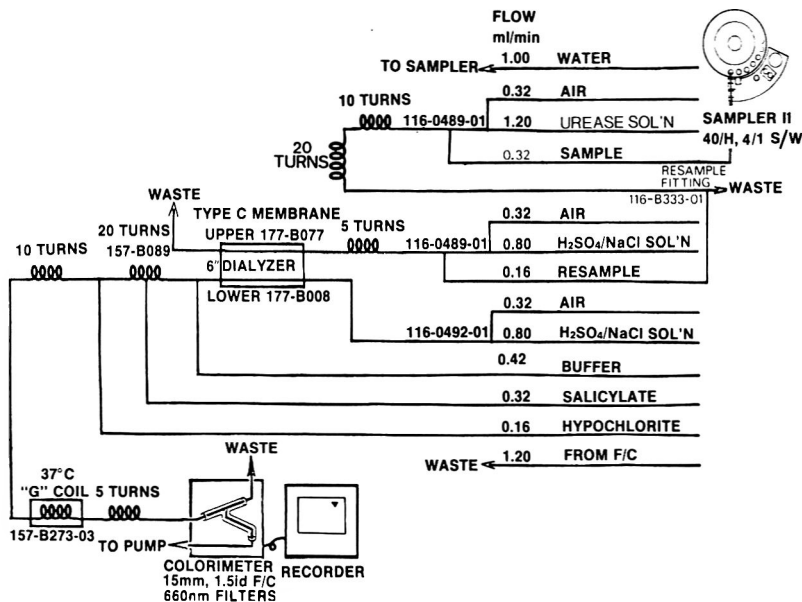 FLOW
ml/min
TO SAMPLER
1.00 WATER
0.32 AIR
10 TURNS
116-0489-01
1.20 UREASE SOL'N
SAMPLER II
40/H, 4/1 S/W
20
TURNS
0.32 SAMPLE
RESAMPLE
FITTING
116-B333-01
WASTE
WASTE
TYPE C MEMBRANE
UPPER 177-B077
5 TURNS
0.32 AIR
20 TURNS
157-B089
10 TURNS
116-0489-01
0.80 H₂SO₄/NaCl SOL'N
6" DIALYZER
0.16 RESAMPLE
LOWER 177-B008
0.32 AIR
116-0492-01
0.80 H₂SO₄/NaCl SOL'N
0.42 BUFFER
0.32 SALICYLATE
0.16 HYPOCHLORITE
WASTE
WASTE
1.20 FROM F/C
37°C
"G" COIL
5 TURNS
157-B273-03
TO PUMP
COLORIMETER
15mm, 1.5id F/C
660nm FILTERS
RECORDER